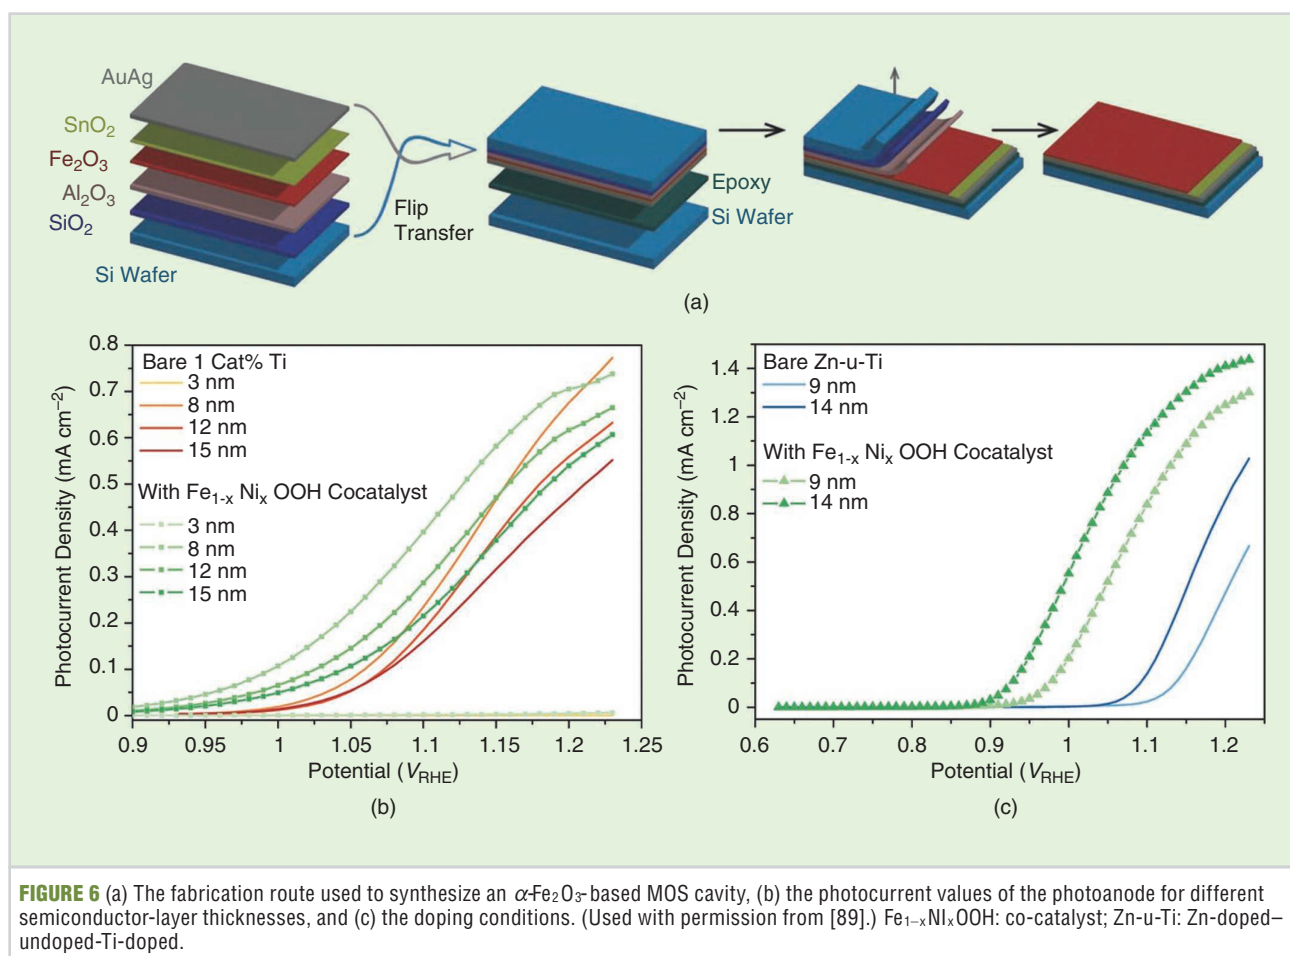 AuAg
SnO₂
Fe₂O₃
Al₂O₃
SiO₂
Si Wafer
Flip
Transfer
Epoxy
Si Wafer
(a)
0.8
0.7
0.6
0.5
0.4
0.3
0.2
0.1
0
Photocurrent Density (mA cm⁻²)
Bare 1 Cat% Ti
3 nm
8 nm
12 nm
15 nm
With Fe₁₋ₓ Niₓ OOH Cocatalyst
3 nm
8 nm
12 nm
15 nm
0.9 0.95 1 1.05 1.1 1.15 1.2 1.25
Potential (V_RHE)
(b)
1.4
1.2
1
0.8
0.6
0.4
0.2
0
Photocurrent Density (mA cm⁻²)
Bare Zn-u-Ti
9 nm
14 nm
With Fe₁₋ₓ Niₓ OOH Cocatalyst
9 nm
14 nm
0.6 0.7 0.8 0.9 1 1.1 1.2
Potential (V_RHE)
(c)
FIGURE 6 (a) The fabrication route used to synthesize an α-Fe₂O₃-based MOS cavity, (b) the photocurrent values of the photoanode for different
semiconductor-layer thicknesses, and (c) the doping conditions. (Used with permission from [89].) Fe₁₋ₓNIₓOOH: co-catalyst; Zn-u-Ti: Zn-doped–
undoped-Ti-doped.